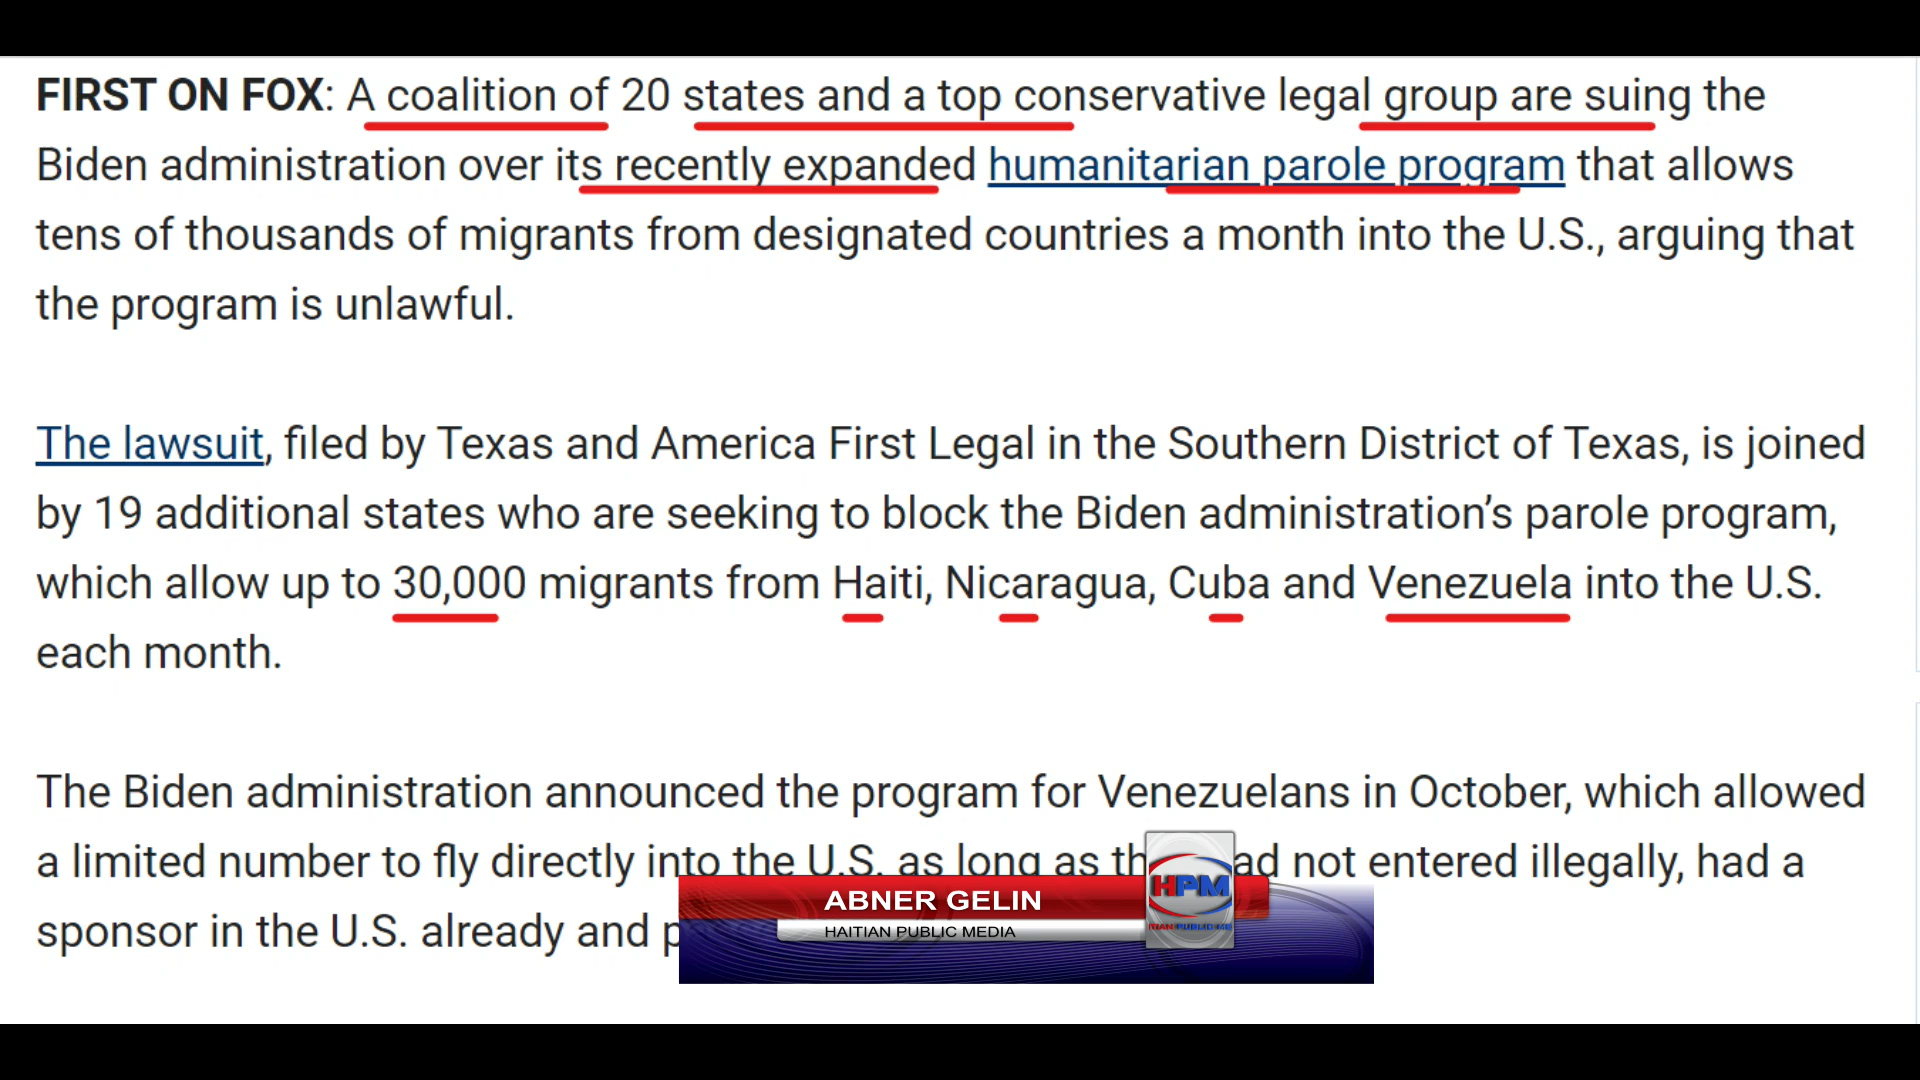 FIRST ON FOX: A coalition of 20 states and a top conservative legal group are suing the
Biden administration over its recently expanded humanitarian parole program that allows
tens of thousands of migrants from designated countries a month into the U.S., arguing that
the program is unlawful.
The lawsuit, filed by Texas and America First Legal in the Southern District of Texas, is joined
by 19 additional states who are seeking to block the Biden administration’s parole program,
which allow up to 30,000 migrants from Haiti, Nicaragua, Cuba and Venezuela into the U.S.
each month.
The Biden administration announced the program for Venezuelans in October, which allowed
a limited number to fly directly into the U.S. as long as ad not entered illegally, had a
sponsor in the U.S. already and
ABNER GELIN
HAITIAN PUBLIC MEDIA
HPM